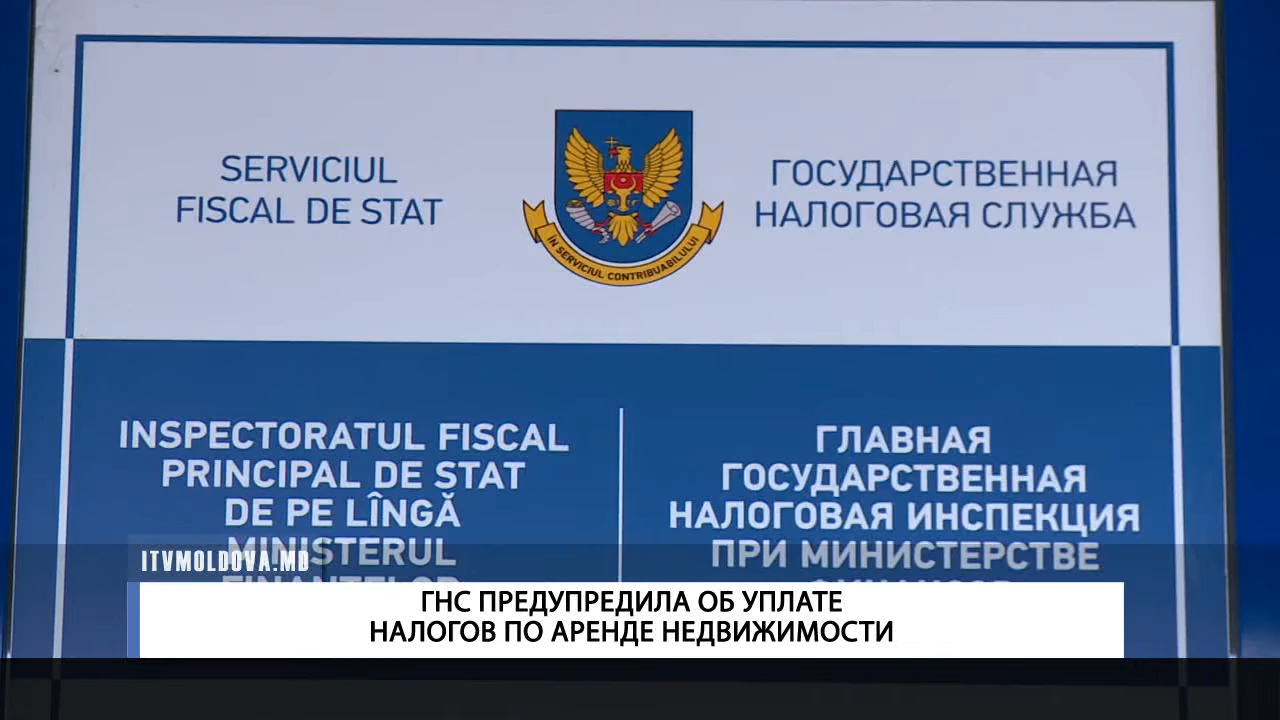 SERVICIUL
FISCAL DE STAT
ÎN SERVICIUL CONTRIBUABILULUI
ГОСУДАРСТВЕННАЯ
НАЛОГОВАЯ СЛУЖБА
INSPECTORATUL FISCAL
PRINCIPAL DE STAT
DE PE LÎNGĂ
MINISTERUL
ГЛАВНАЯ
ГОСУДАРСТВЕННАЯ
НАЛОГОВАЯ ИНСПЕКЦИЯ
ПРИ МИНИСТЕРСТВЕ
ITVMOLDOVA.MD
ГНС ПРЕДУПРЕДИЛА ОБ УПЛАТЕ
НАЛОГОВ ПО АРЕНДЕ НЕДВИЖИМОСТИ